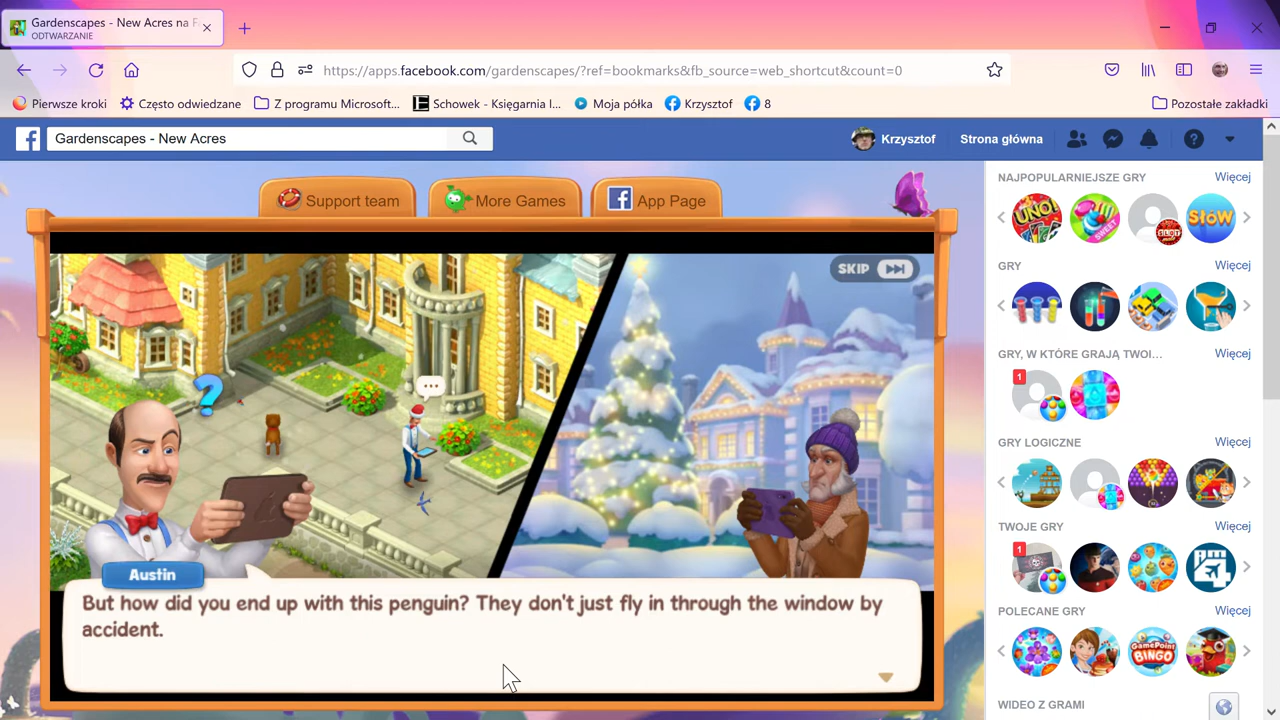 Gardenscapes - New Acres na F
ODTWARZANIE
https://apps.facebook.com/gardenscapes/?ref=bookmarks&fb_source=web_shortcut&count=0
Pierwsze kroki
Często odwiedzane
Z programu Microsoft...
Schowek - Księgarnia I...
Moja półka
Krzysztof
8
Pozostałe zakładki
Gardenscapes - New Acres
Krzysztof
Strona główna
Support team
More Games
App Page
SKIP
Austin
But how did you end up with this penguin? They don't just fly in through the window by
accident.
NAJPOPULARNIEJSZE GRY
Więcej
UNO!
SWEET
SLOT
SŁÓW
GRY
Więcej
GRY, W KTÓRE GRAJĄ TWOI...
Więcej
1
GRY LOGICZNE
Więcej
TWOJE GRY
Więcej
1
POLECANE GRY
Więcej
GamePoint
BINGO
WIDEO Z GRAMI